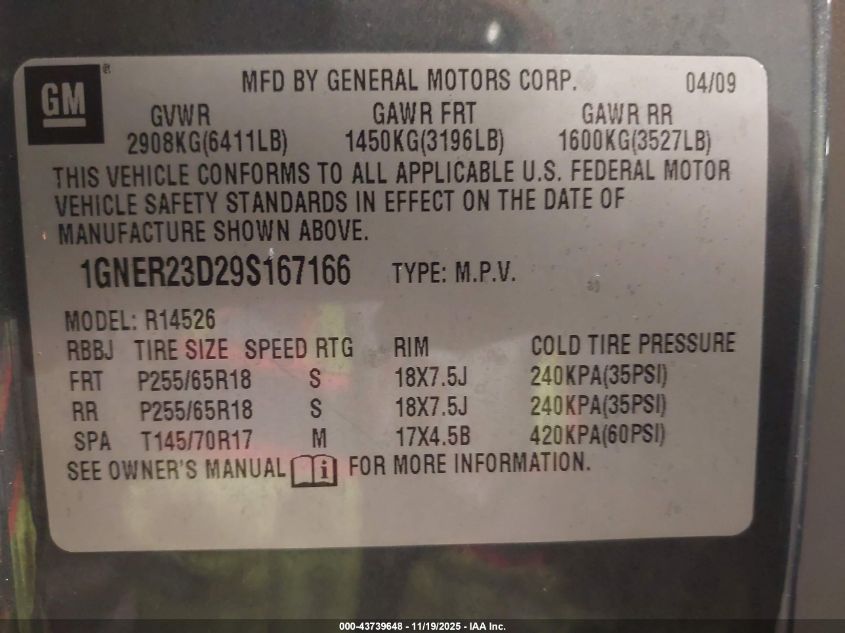 GM ® MFD BY GENERAL MOTORS CORP. 04/09
GVWR GAWR FRT GAWR RR
2908KG(6411LB) 1450KG(3196LB) 1600KG(3527LB)
THIS VEHICLE CONFORMS TO ALL APPLICABLE U.S. FEDERAL MOTOR
VEHICLE SAFETY STANDARDS IN EFFECT ON THE DATE OF
MANUFACTURE SHOWN ABOVE.
1GNER23D29S167166 TYPE: M.P.V.
MODEL: R14526
RBBJ TIRE SIZE SPEED RTG RIM COLD TIRE PRESSURE
FRT P255/65R18 S 18X7.5J 240KPA(35PSI)
RR P255/65R18 S 18X7.5J 240KPA(35PSI)
SPA T145/70R17 M 17X4.5B 420KPA(60PSI)
SEE OWNER'S MANUAL i FOR MORE INFORMATION.
000-43739648 - 11/19/2025 - IAA Inc.